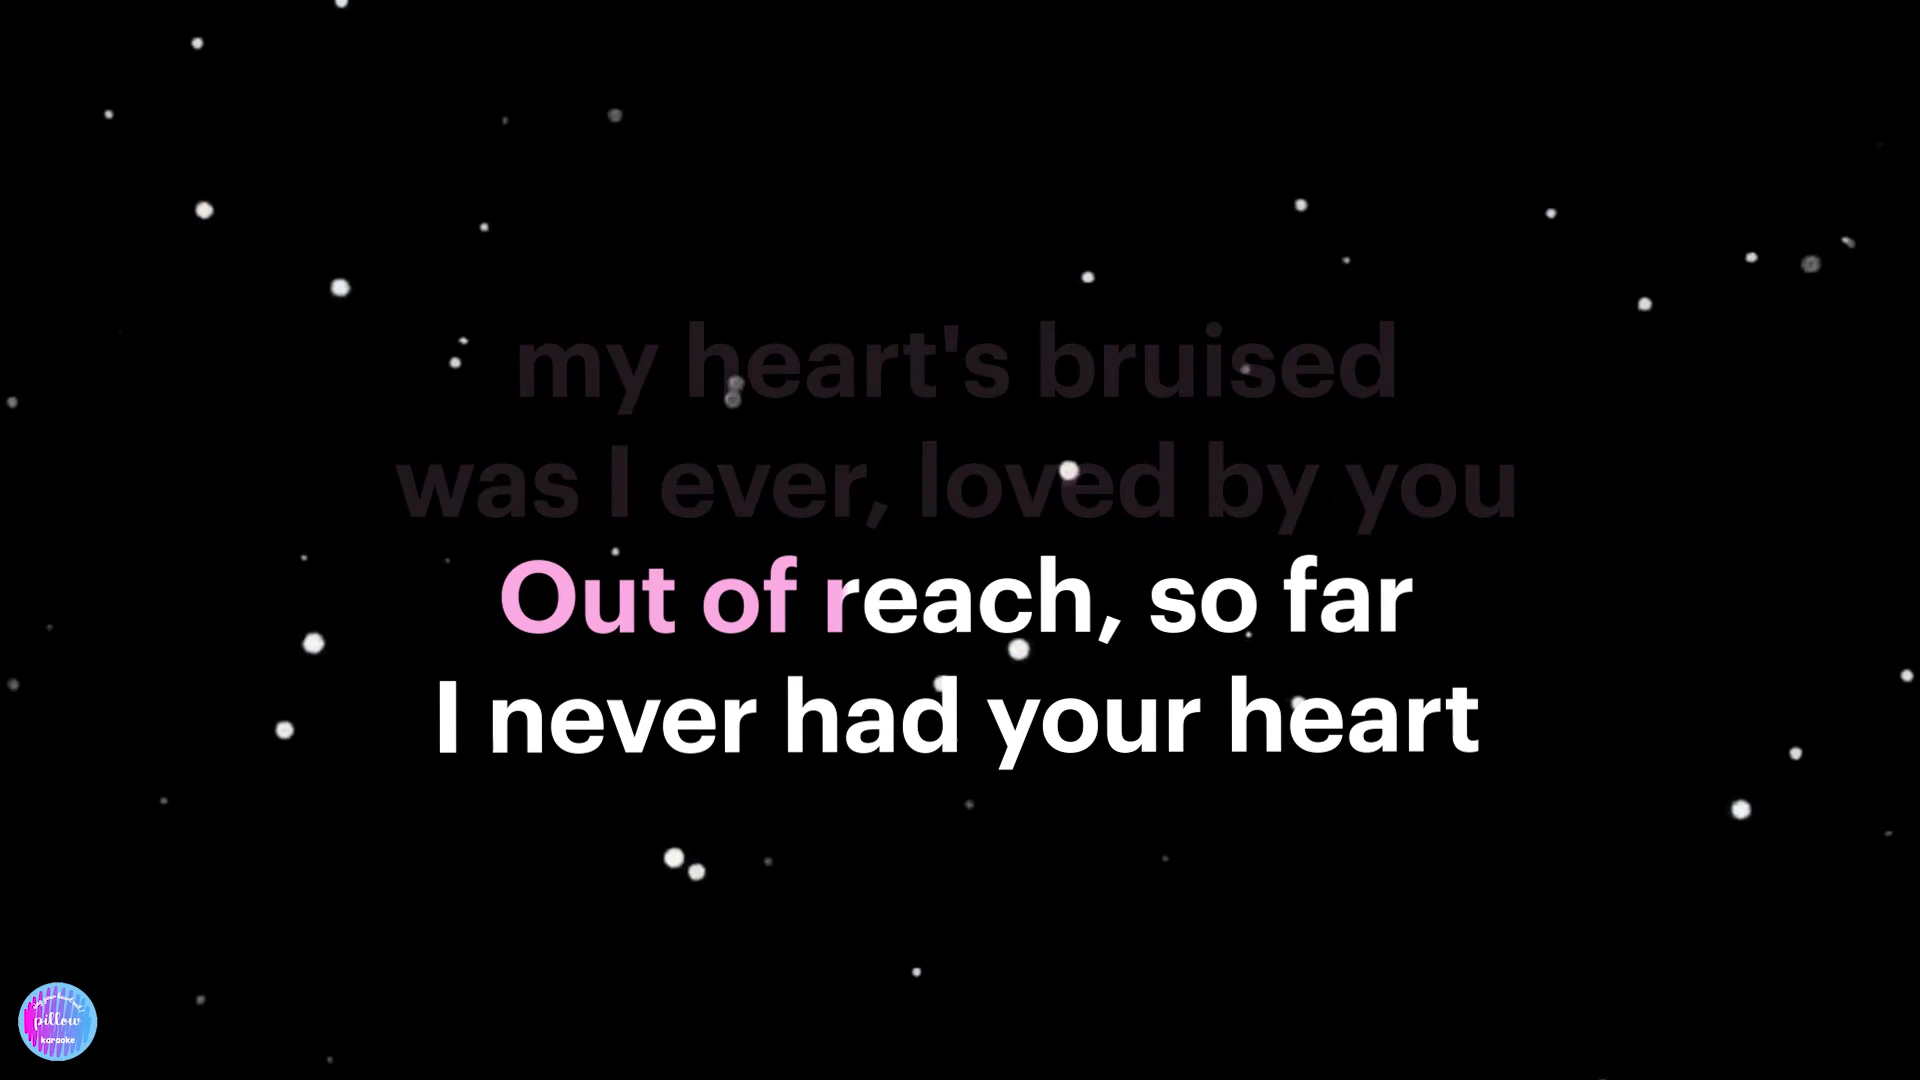 my heart's bruised
was I ever, loved by you
Out of reach, so far
I never had your heart
pillow
karaoke